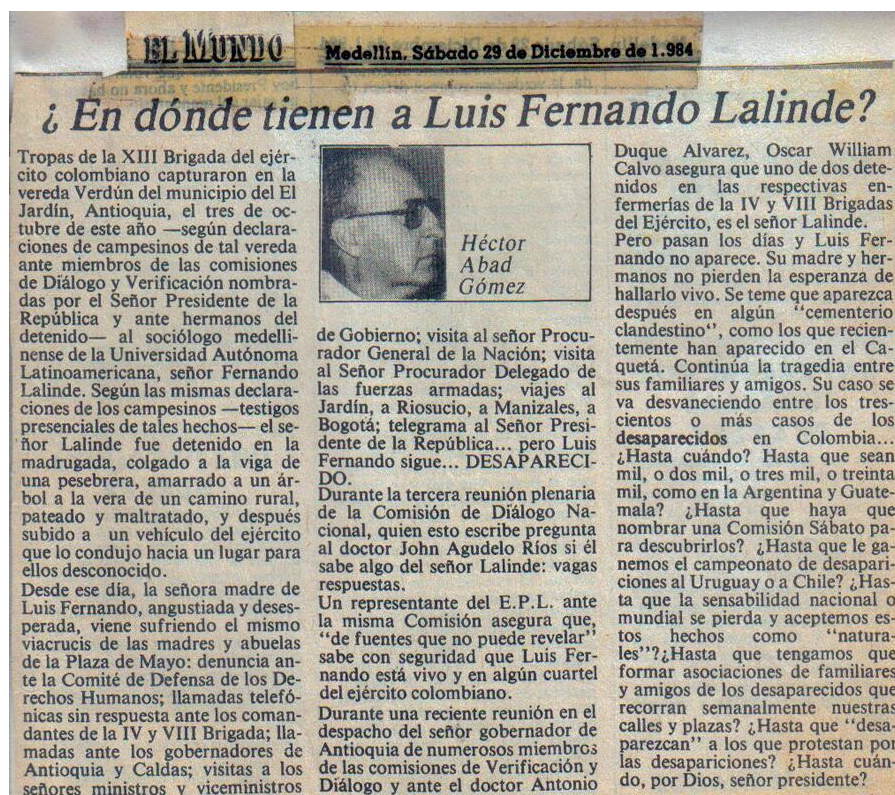 EL MUNDO
Medellín, Sábado 29 de Diciembre de 1.984
¿En dónde tienen a Luis Fernando Lalinde?
Tropas de la XIII Brigada del ejér-
cito colombiano capturaron en la
vereda Verdún del municipio del El
Jardín, Antioquia, el tres de oc-
tubre de este año —según declara-
ciones de campesinos de tal vereda
ante miembros de las comisiones
de Diálogo y Verificación nombra-
das por el Señor Presidente de la
República y ante hermanos del
detenido— al sociólogo medelli-
nense de la Universidad Autónoma
Latinoamericana, señor Fernando
Lalinde. Según las mismas declara-
ciones de los campesinos —testigos
presenciales de tales hechos— el se-
ñor Lalinde fue detenido en la
madrugada, colgado a la viga de
una pesebrera, amarrado a un ár-
bol a la vera de un camino rural,
pateado y maltratado, y después
subido a un vehículo del ejército
que lo condujo hacia un lugar para
ellos desconocido.
Desde ese día, la señora madre de
Luis Fernando, angustiada y deses-
perada, viene sufriendo el mismo
viacrucis de las madres y abuelas
de la Plaza de Mayo: denuncia an-
te la Comité de Defensa de los De-
rechos Humanos; llamadas telefó-
nicas sin respuesta ante los coman-
dantes de la IV y VIII Brigada; lla-
madas ante los gobernadores de
Antioquia y Caldas; visitas a los
señores ministros y viceministros
Héctor
Abad
Gómez
de Gobierno; visita al señor Procu-
rador General de la Nación; visita
al Señor Procurador Delegado de
las fuerzas armadas; viajes al
Jardín, a Riosucio, a Manizales, a
Bogotá; telegrama al Señor Presi-
dente de la República... pero Luis
Fernando sigue... DESAPARECI-
DO.
Durante la tercera reunión plenaria
de la Comisión de Diálogo Na-
cional, quien esto escribe pregunta
al doctor John Agudelo Ríos si él
sabe algo del señor Lalinde: vagas
respuestas.
Un representante del E.P.L. ante
la misma Comisión asegura que,
"de fuentes que no puede revelar"
sabe con seguridad que Luis Fer-
nando está vivo y en algún cuartel
del ejército colombiano.
Durante una reciente reunión en el
despacho del señor gobernador de
Antioquia de numerosos miembros
de las comisiones de Verificación y
Diálogo y ante el doctor Antonio
Duque Alvarez, Oscar William
Calvo asegura que uno de dos dete-
nidos en las respectivas en-
fermerías de la IV y VIII Brigadas
del Ejército, es el señor Lalinde.
Pero pasan los días y Luis Fer-
nando no aparece. Su madre y her-
manos no pierden la esperanza de
hallarlo vivo. Se teme que aparezca
después en algún "cementerio
clandestino", como los que recien-
temente han aparecido en el Ca-
quetá. Continúa la tragedia entre
sus familiares y amigos. Su caso se
va desvaneciendo entre los tres-
cientos o más casos de los
desaparecidos en Colombia...
¿Hasta cuándo? Hasta que sean
mil, o dos mil, o tres mil, o treinta
mil, como en la Argentina y Guate-
mala? ¿Hasta que haya que
nombrar una Comisión Sábato pa-
ra descubrirlos? ¿Hasta que le ga-
nemos el campeonato de desapari-
ciones al Uruguay o a Chile? ¿Has-
ta que la sensabilidad nacional o
mundial se pierda y aceptemos es-
tos hechos como "natura-
les"?¿Hasta que tengamos que
formar asociaciones de familiares
y amigos de los desaparecidos que
recorran semanalmente nuestras
calles y plazas? ¿Hasta que "desa-
parezcan" a los que protestan por
las desapariciones? ¿Hasta cuán-
do, por Dios, señor presidente?